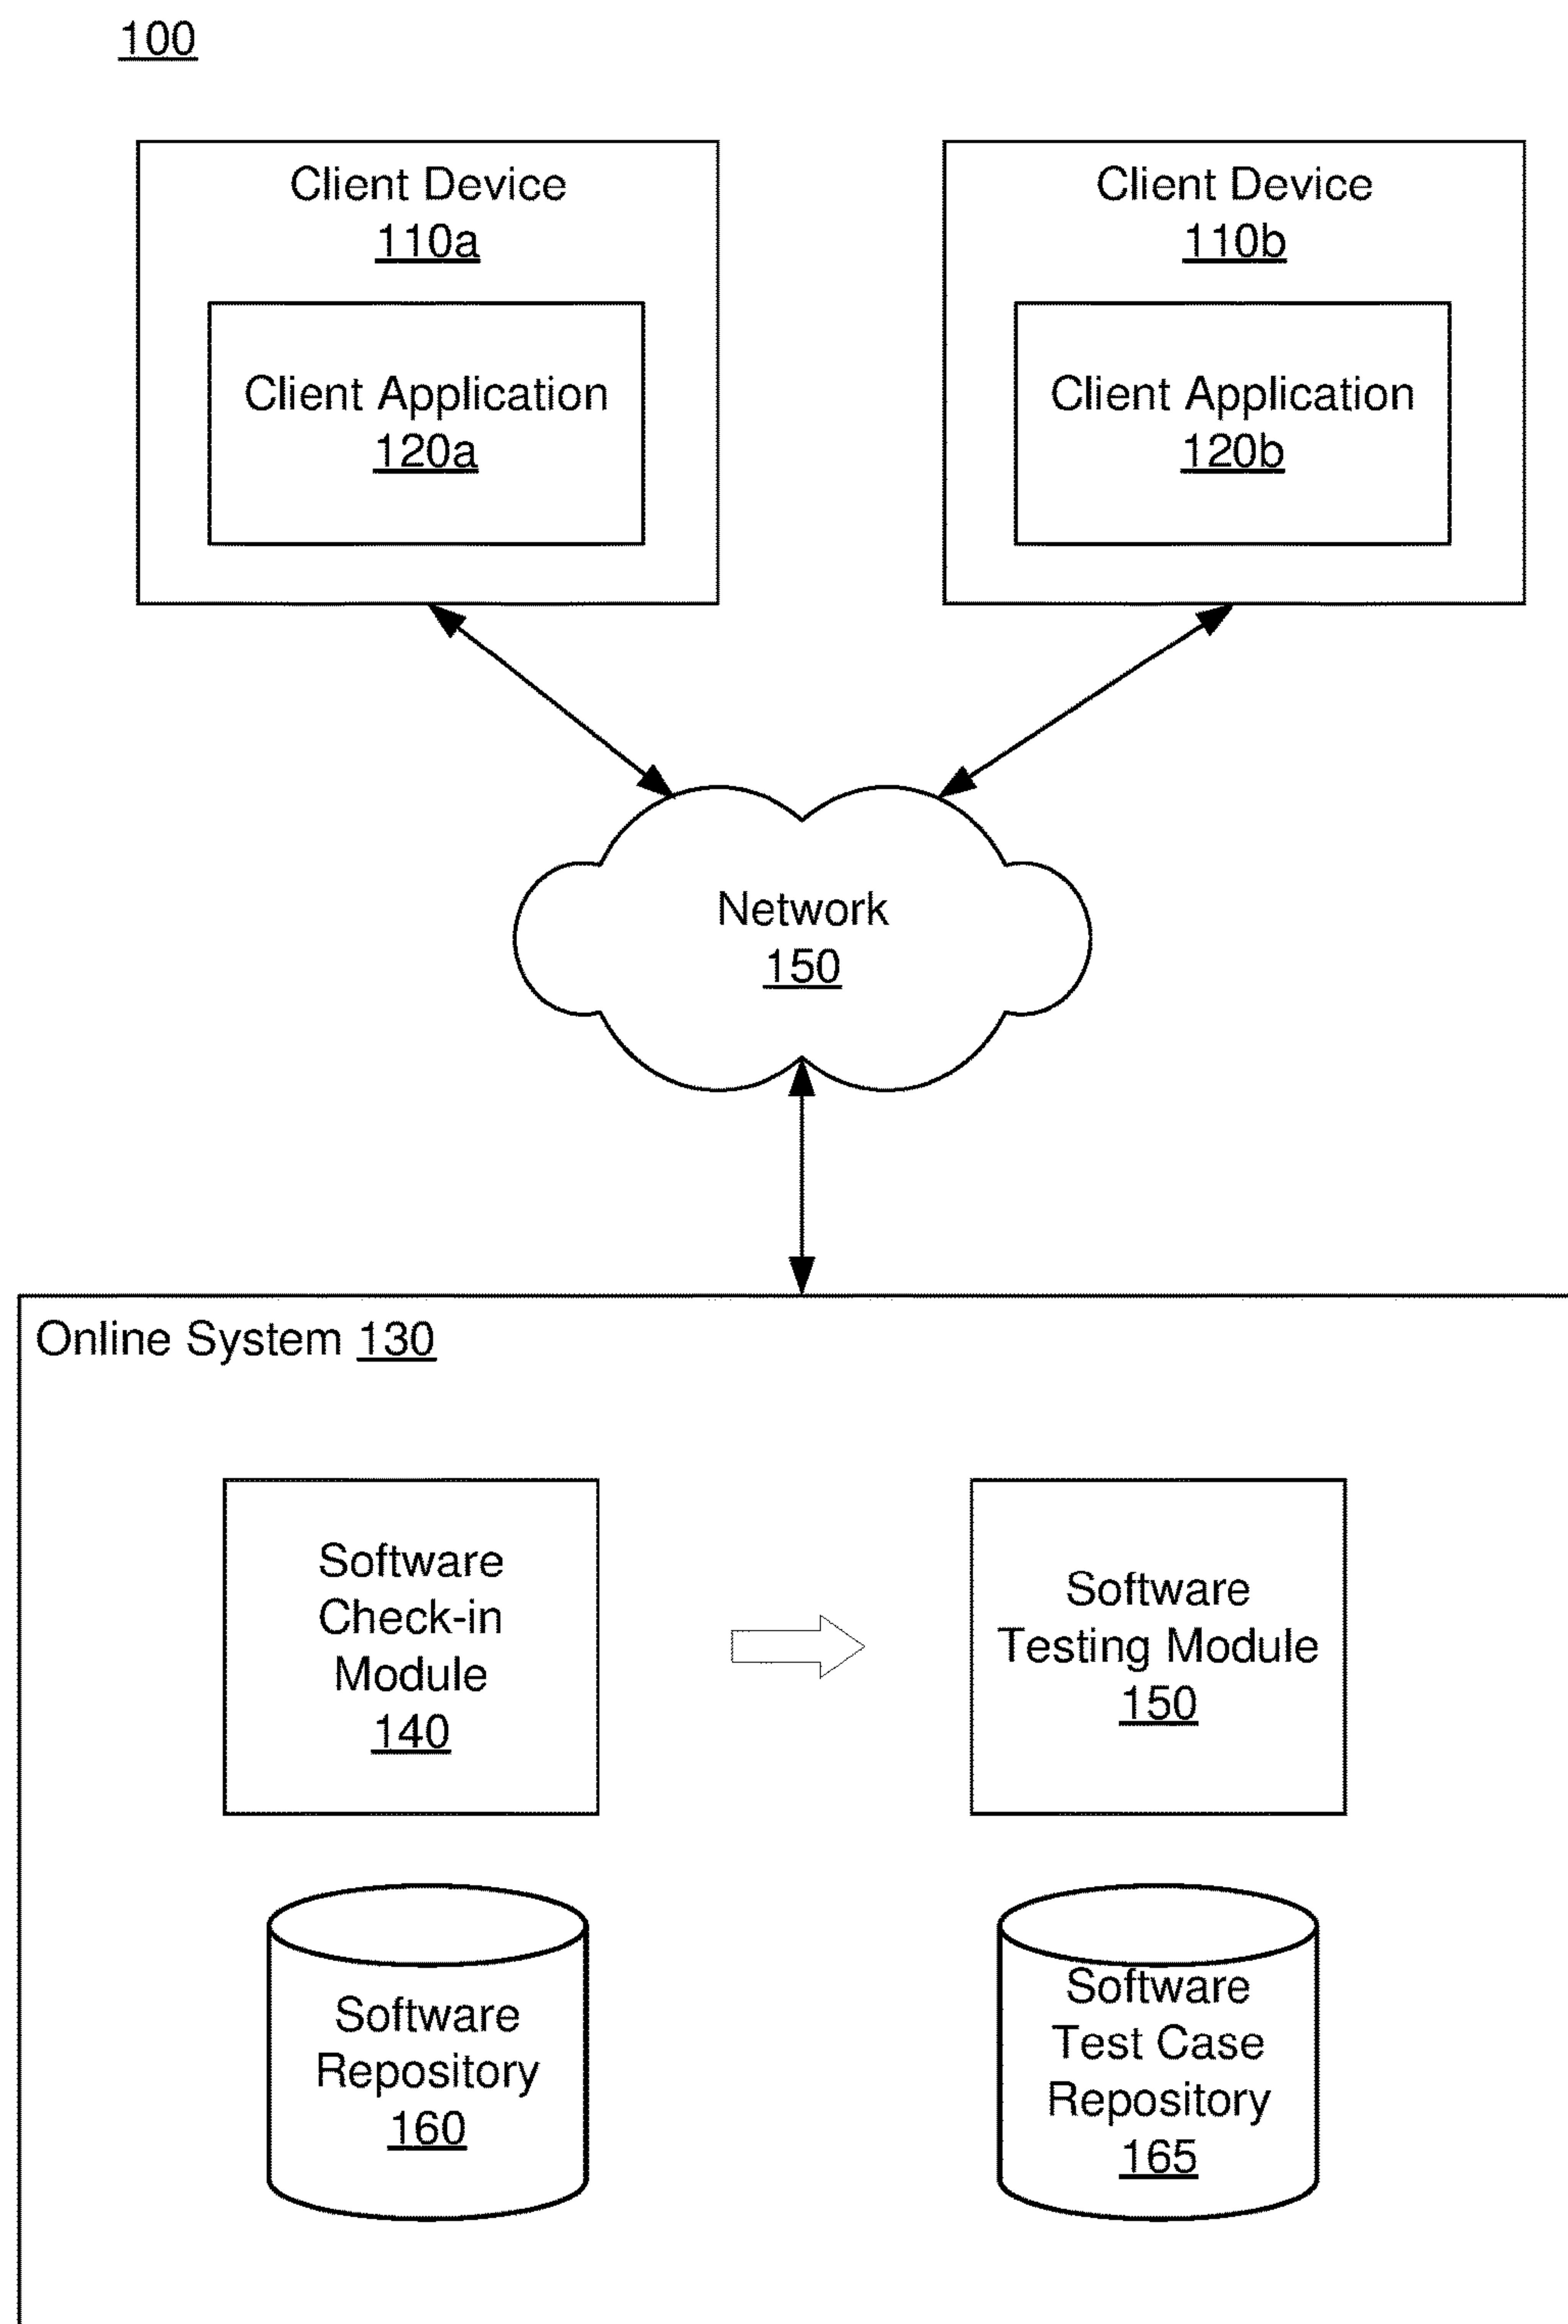 100
Client Device
110a
Client Application
120a
Client Device
110b
Client Application
120b
Network
150
Online System 130
Software
Check-in
Module
140
Software
Testing Module
150
Software
Repository
160
Software
Test Case
Repository
165